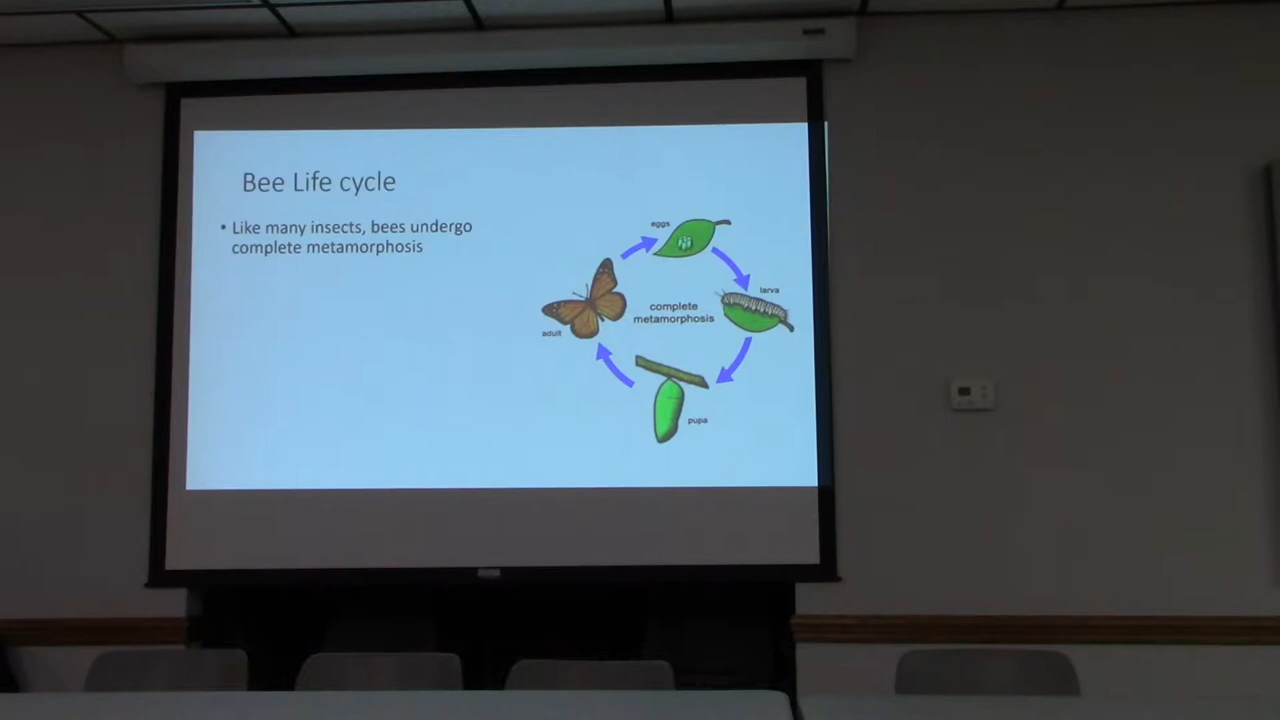 Bee Life cycle
• Like many insects, bees undergo
complete metamorphosis
eggs
larva
complete
metamorphosis
adult
pupa